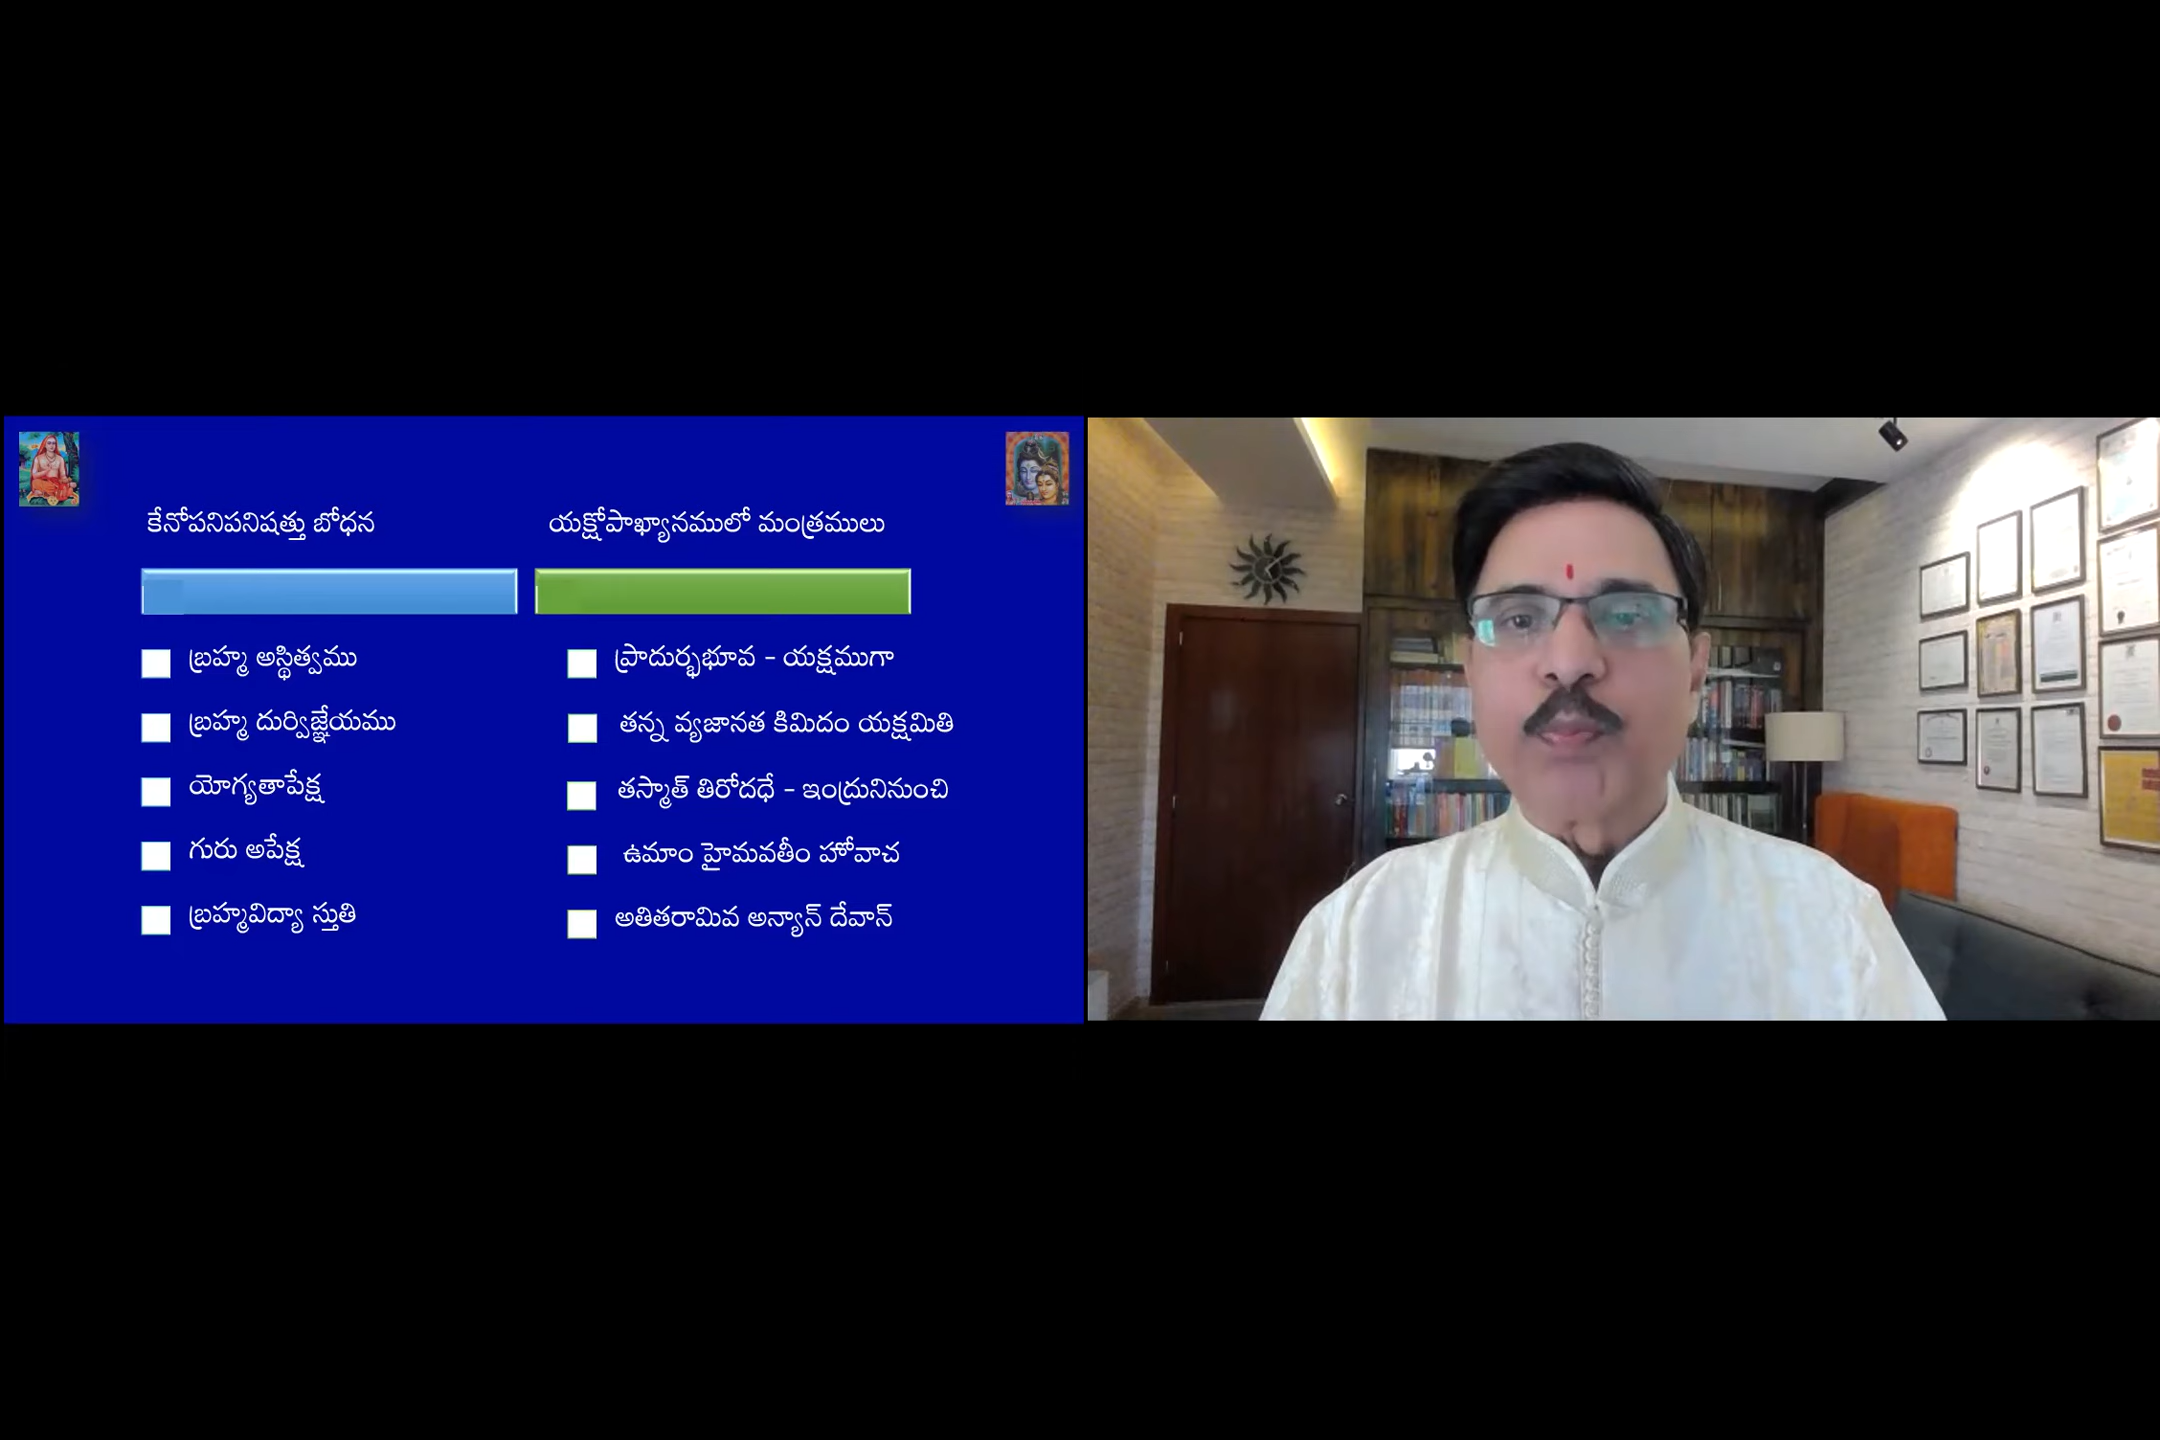 కేనోపనిపనిషత్తు బోధన
బ్రహ్మ అస్థిత్వము
బ్రహ్మ దుర్విజ్ఞేయము
యోగ్యతాపేక్ష
గురు అపేక్ష
బ్రహ్మవిద్యా స్తుతి
యక్షోపాఖ్యానములో మంత్రములు
ప్రాదుర్భభూవ - యక్షముగా
తన్న వ్యజానత కిమిదం యక్షమితి
తస్మాత్ తిరోదధే - ఇంద్రునినుంచి
ఉమాం హైమవతీం హోవాచ
అతితరామివ అన్యాన్ దేవాన్